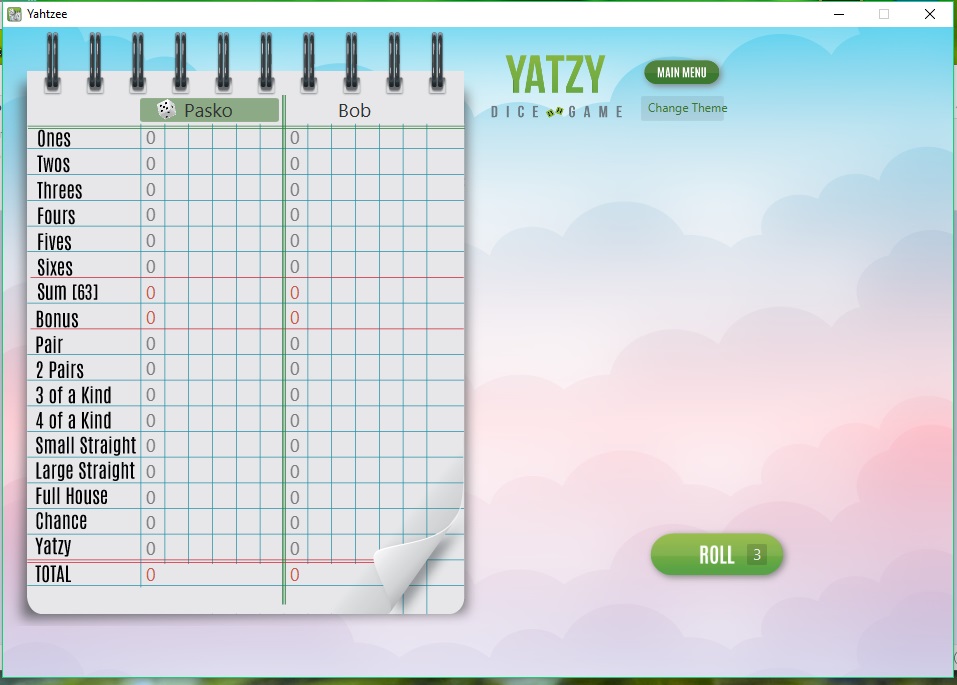 Yahtzee
YATZY
DICE GAME
MAIN MENU
Change Theme
Pasko Bob
Ones 0 0
Twos 0 0
Threes 0 0
Fours 0 0
Fives 0 0
Sixes 0 0
Sum [63] 0 0
Bonus 0 0
Pair 0 0
2 Pairs 0 0
3 of a Kind 0 0
4 of a Kind 0 0
Small Straight 0 0
Large Straight 0 0
Full House 0 0
Chance 0 0
Yatzy 0 0
TOTAL 0 0
ROLL 3